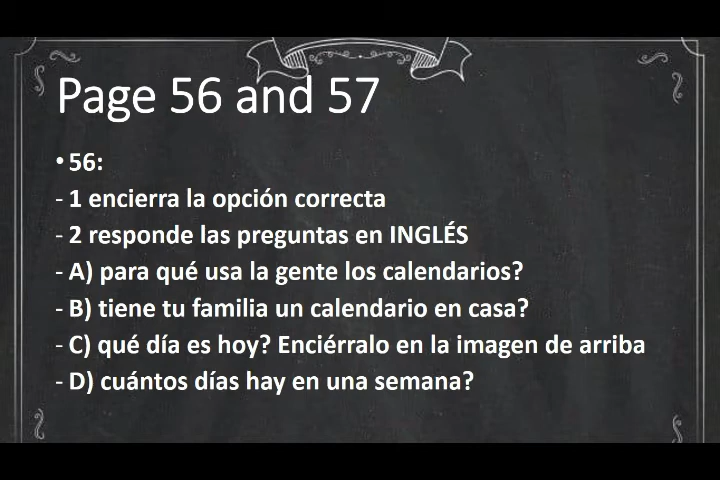 Page 56 and 57
• 56:
- 1 encierra la opción correcta
- 2 responde las preguntas en INGLÉS
- A) para qué usa la gente los calendarios?
- B) tiene tu familia un calendario en casa?
- C) qué día es hoy? Enciérralo en la imagen de arriba
- D) cuántos días hay en una semana?